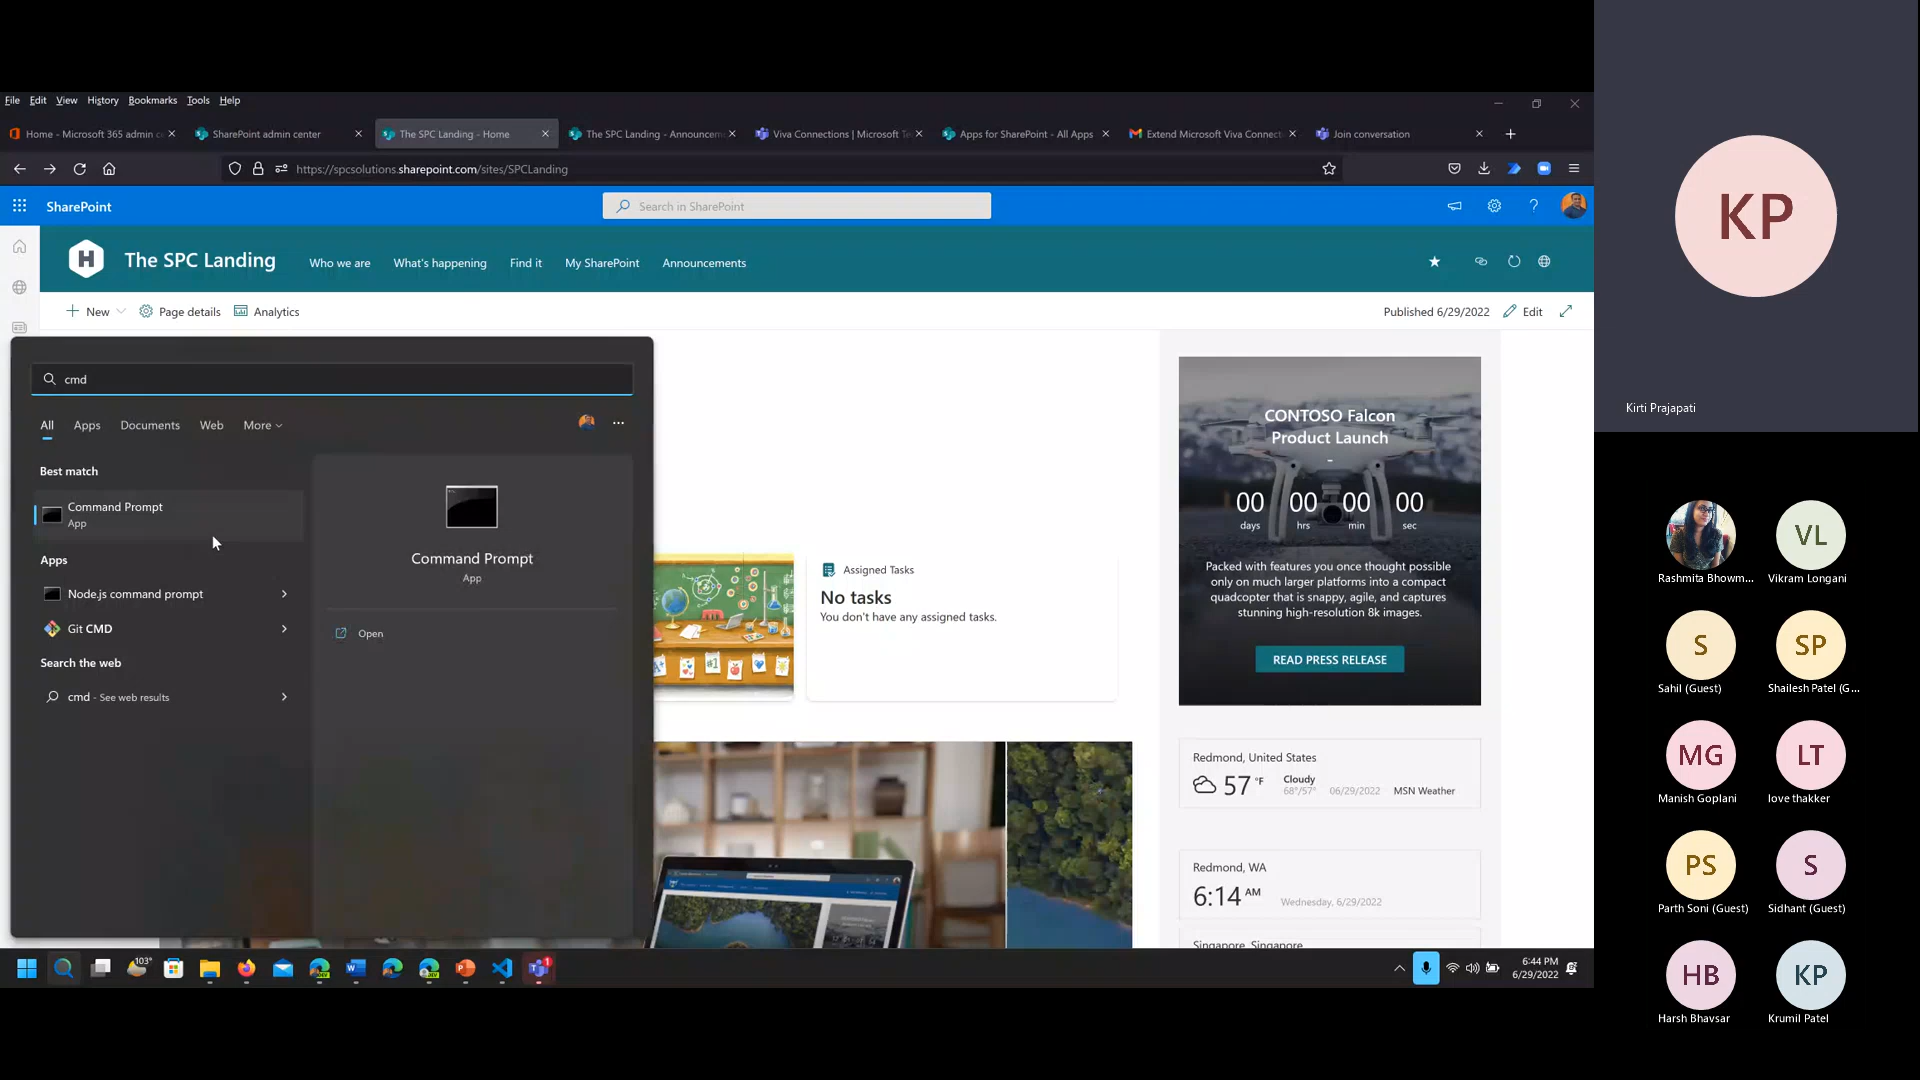 File Edit View History Bookmarks Tools Help
Home - Microsoft 365 admin c
SharePoint admin center
The SPC Landing - Home
The SPC Landing - Announcem
Viva Connections | Microsoft Te
Apps for SharePoint - All Apps
Extend Microsoft Viva Connect
Join conversation
https://spcsolutions.sharepoint.com/sites/SPCLanding
SharePoint
Search in SharePoint
H
The SPC Landing
Who we are
What's happening
Find it
My SharePoint
Announcements
New
Page details
Analytics
Published 6/29/2022
Edit
cmd
All
Apps
Documents
Web
More
Best match
Command Prompt
App
Apps
Node.js command prompt
Git CMD
Search the web
cmd - See web results
Command Prompt
App
Open
Assigned Tasks
No tasks
You don't have any assigned tasks.
CONTOSO Falcon
Product Launch
-
00 00 00 00
days hrs min sec
Packed with features you once thought possible
only on much larger platforms into a compact
quadcopter that is snappy, agile, and captures
stunning high-resolution 8k images.
READ PRESS RELEASE
Redmond, United States
57 °F
Cloudy
68°/57°
06/29/2022
MSN Weather
Redmond, WA
6:14 AM
Wednesday, 6/29/2022
Singapore, Singapore
103°
1
6:44 PM
6/29/2022
KP
Kirti Prajapati
Rashmita Bhowm...
VL
Vikram Longani
S
Sahil (Guest)
SP
Shailesh Patel (G...
MG
Manish Goplani
LT
love thakker
PS
Parth Soni (Guest)
S
Sidhant (Guest)
HB
Harsh Bhavsar
KP
Krumil Patel